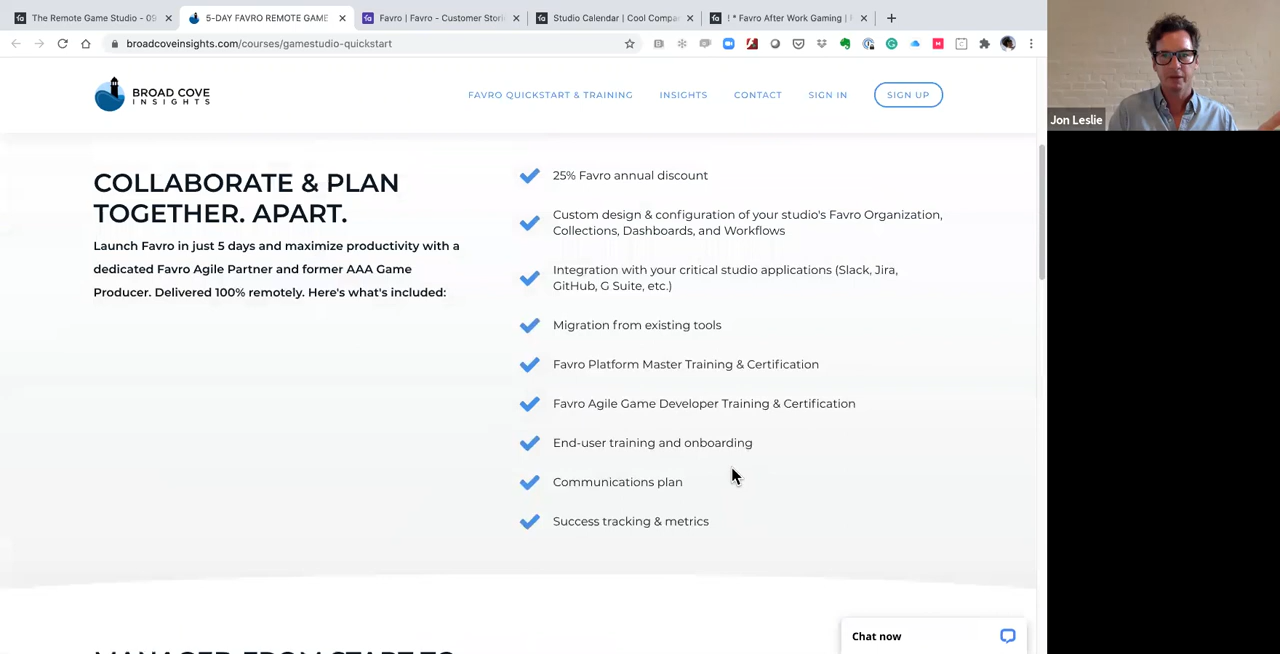 The Remote Game Studio - 09
5-DAY FAVRO REMOTE GAME
Favro | Favro - Customer Stori
Studio Calendar | Cool Compa
! * Favro After Work Gaming |
broadcoveinsights.com/courses/gamestudio-quickstart
BROAD COVE
INSIGHTS
FAVRO QUICKSTART & TRAINING
INSIGHTS
CONTACT
SIGN IN
SIGN UP
Jon Leslie
COLLABORATE & PLAN
TOGETHER. APART.
Launch Favro in just 5 days and maximize productivity with a
dedicated Favro Agile Partner and former AAA Game
Producer. Delivered 100% remotely. Here's what's included:
25% Favro annual discount
Custom design & configuration of your studio's Favro Organization,
Collections, Dashboards, and Workflows
Integration with your critical studio applications (Slack, Jira,
GitHub, G Suite, etc.)
Migration from existing tools
Favro Platform Master Training & Certification
Favro Agile Game Developer Training & Certification
End-user training and onboarding
Communications plan
Success tracking & metrics
MANAGER, FROM START TO
Chat now